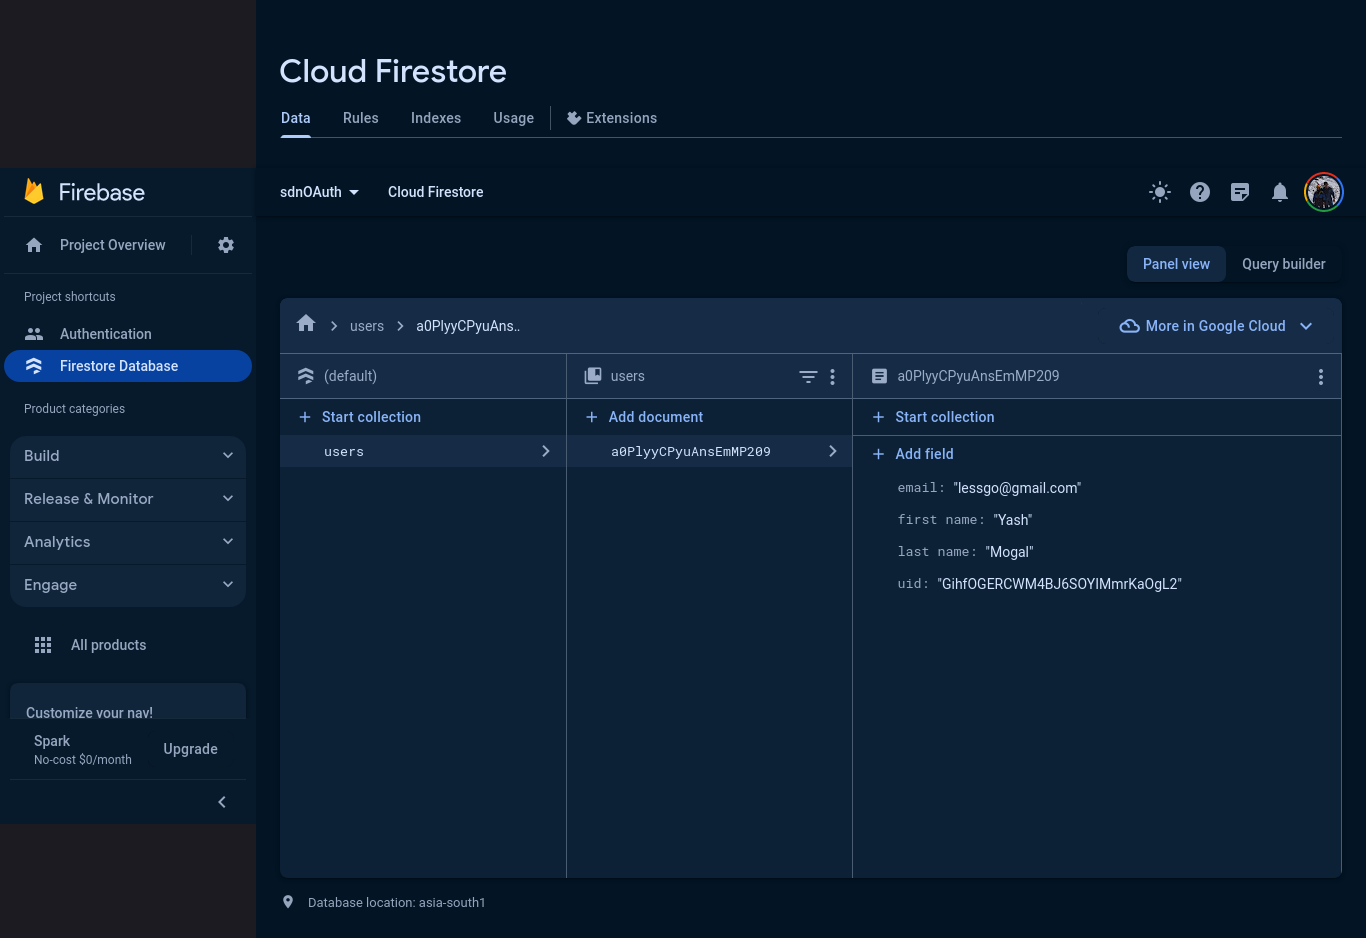 Cloud Firestore
Data Rules Indexes Usage Extensions
Firebase
sdnOAuth Cloud Firestore
Project Overview
Panel view Query builder
Project shortcuts
Authentication
Firestore Database
Product categories
Build
Release & Monitor
Analytics
Engage
All products
Customize your nav!
Spark
No-cost $0/month
Upgrade
users a0PlyyCPyuAns..
More in Google Cloud
(default)
Start collection
users
users
Add document
a0PlyyCPyuAnsEmMP209
a0PlyyCPyuAnsEmMP209
Start collection
Add field
email: "lessgo@gmail.com"
first name: "Yash"
last name: "Mogal"
uid: "GihfOGERCWM4BJ6SOYIMmrKaOgL2"
Database location: asia-south1